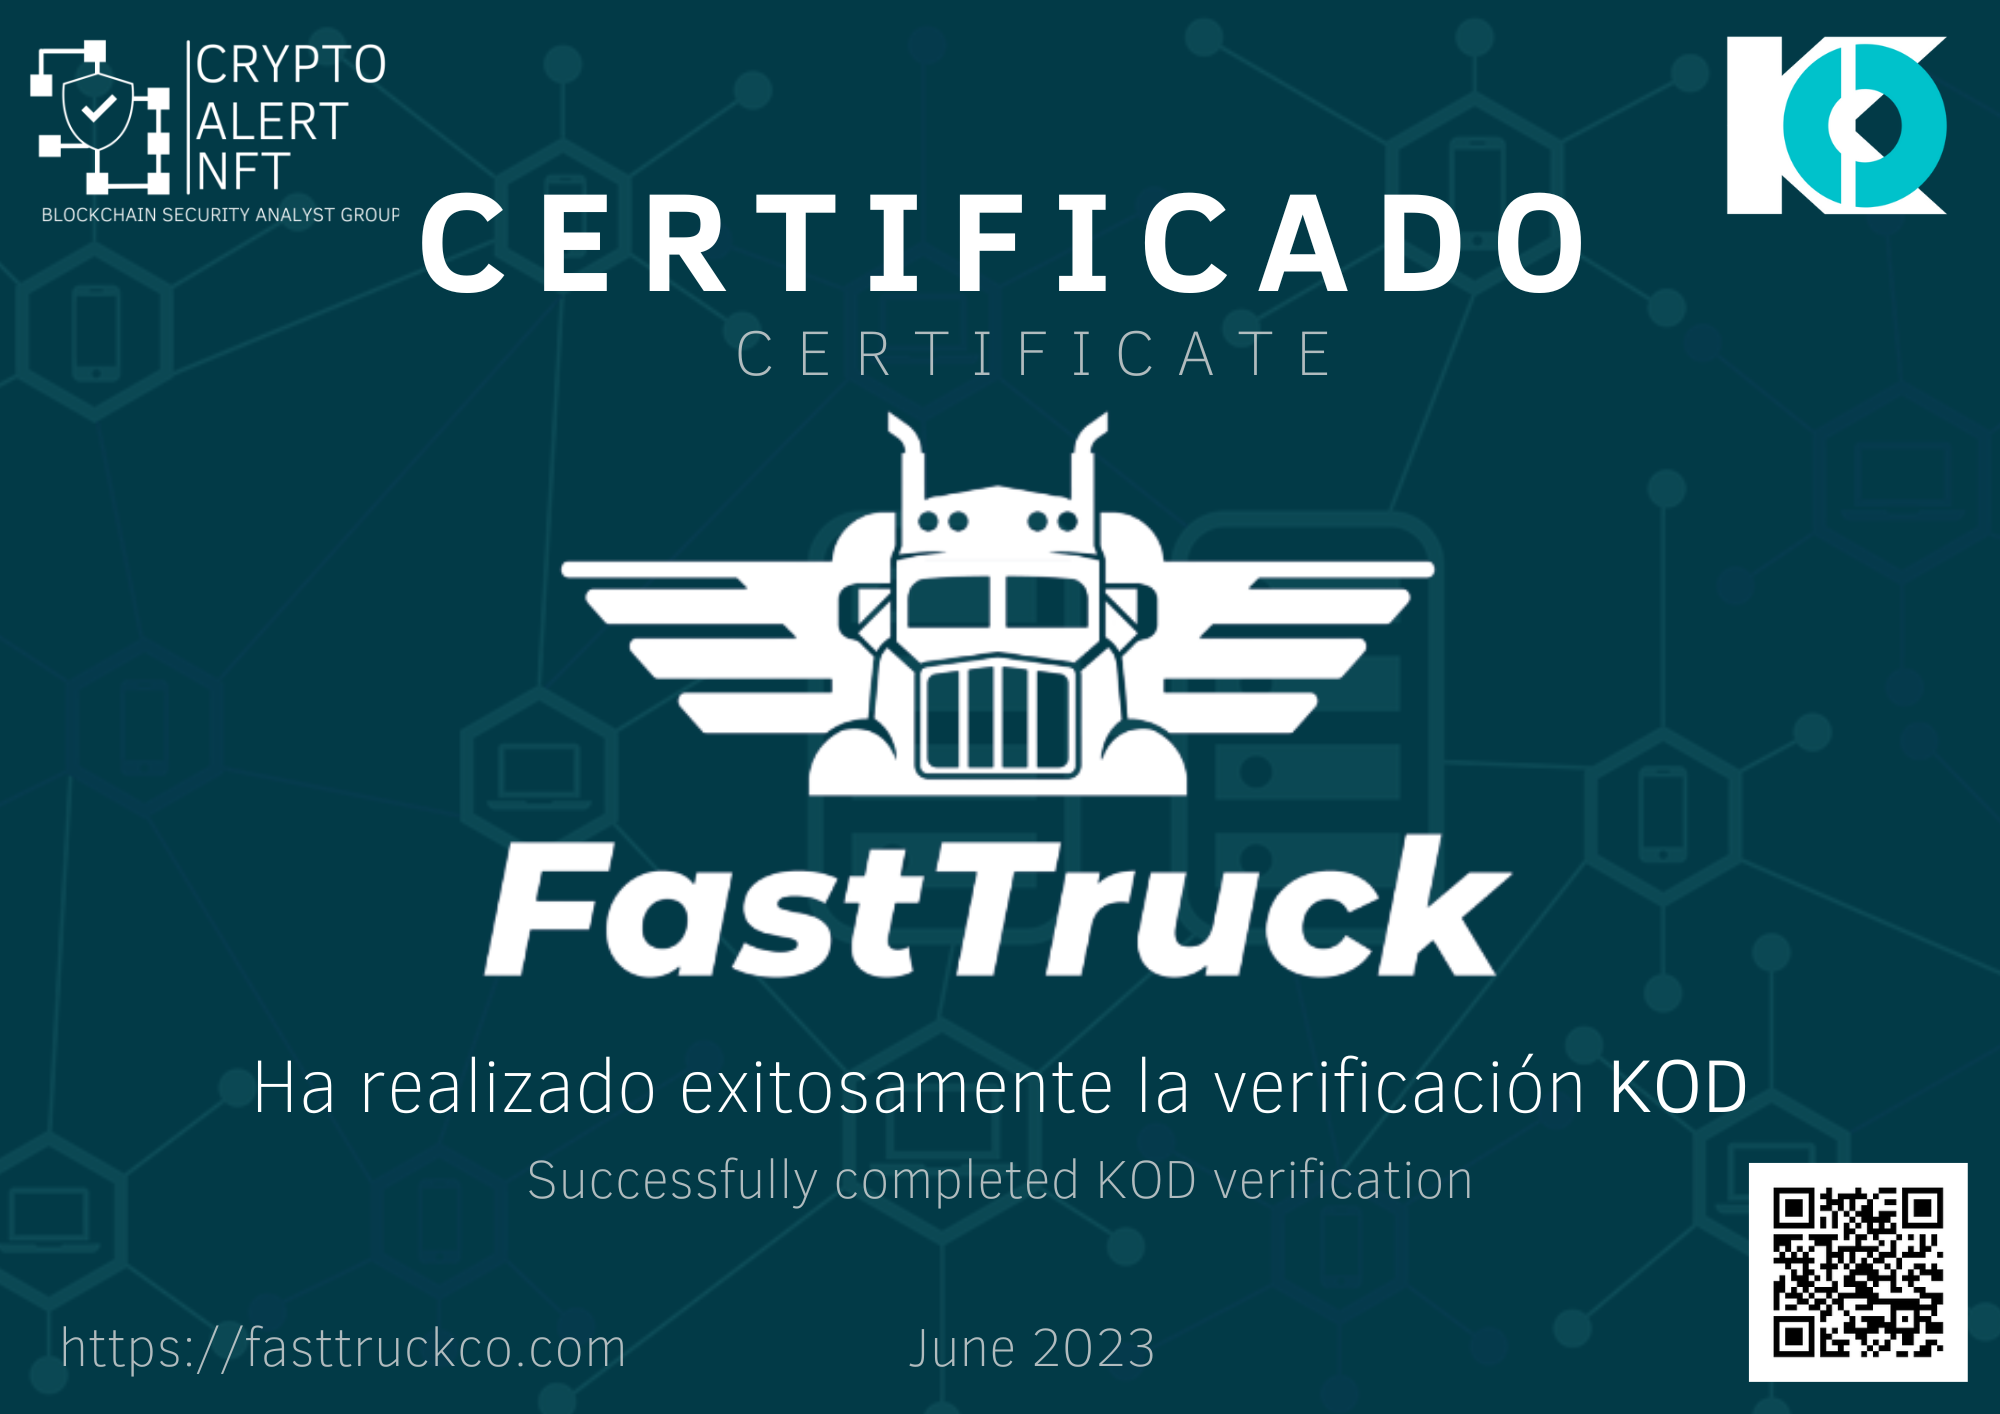 CRYPTO
ALERT
NFT
BLOCKCHAIN SECURITY ANALYST GROUP
KOD
CERTIFICADO
CERTIFICATE
FastTruck
Ha realizado exitosamente la verificación KOD
Successfully completed KOD verification
https://fasttruckco.com
June 2023